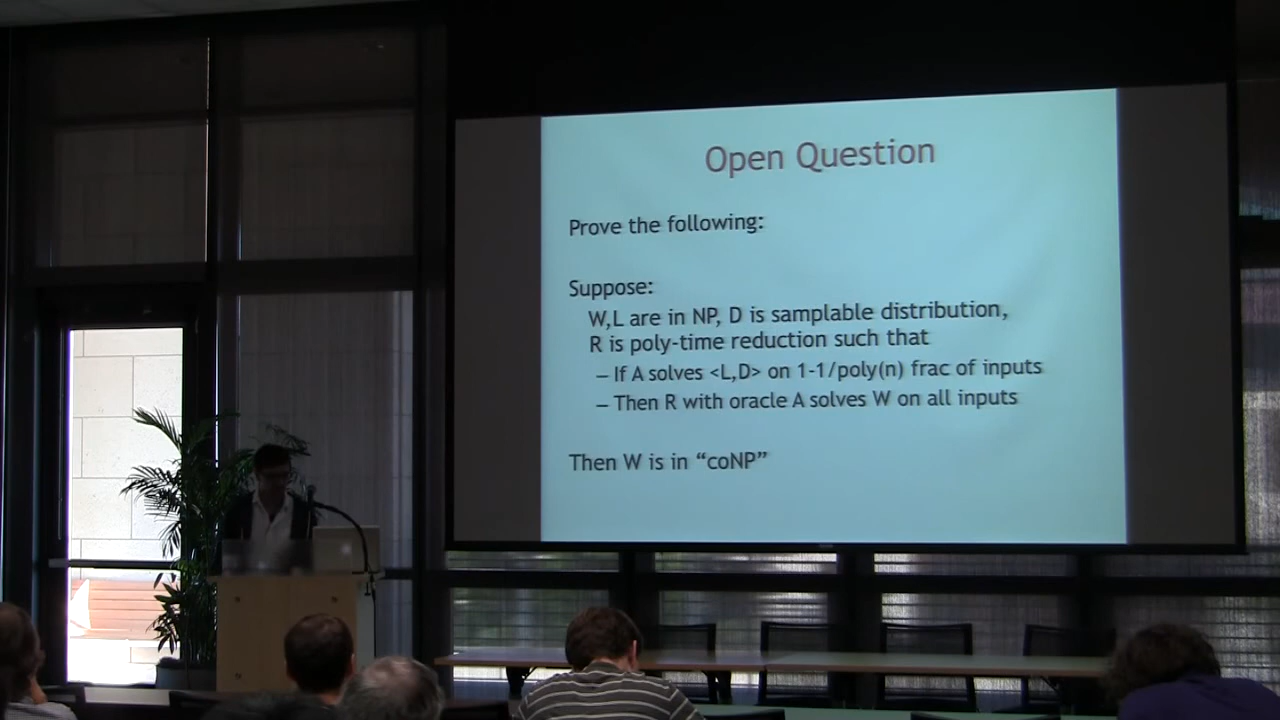 Open Question
Prove the following:
Suppose:
W,L are in NP, D is samplable distribution,
R is poly-time reduction such that
– If A solves <L,D> on 1-1/poly(n) frac of inputs
– Then R with oracle A solves W on all inputs
Then W is in “coNP”